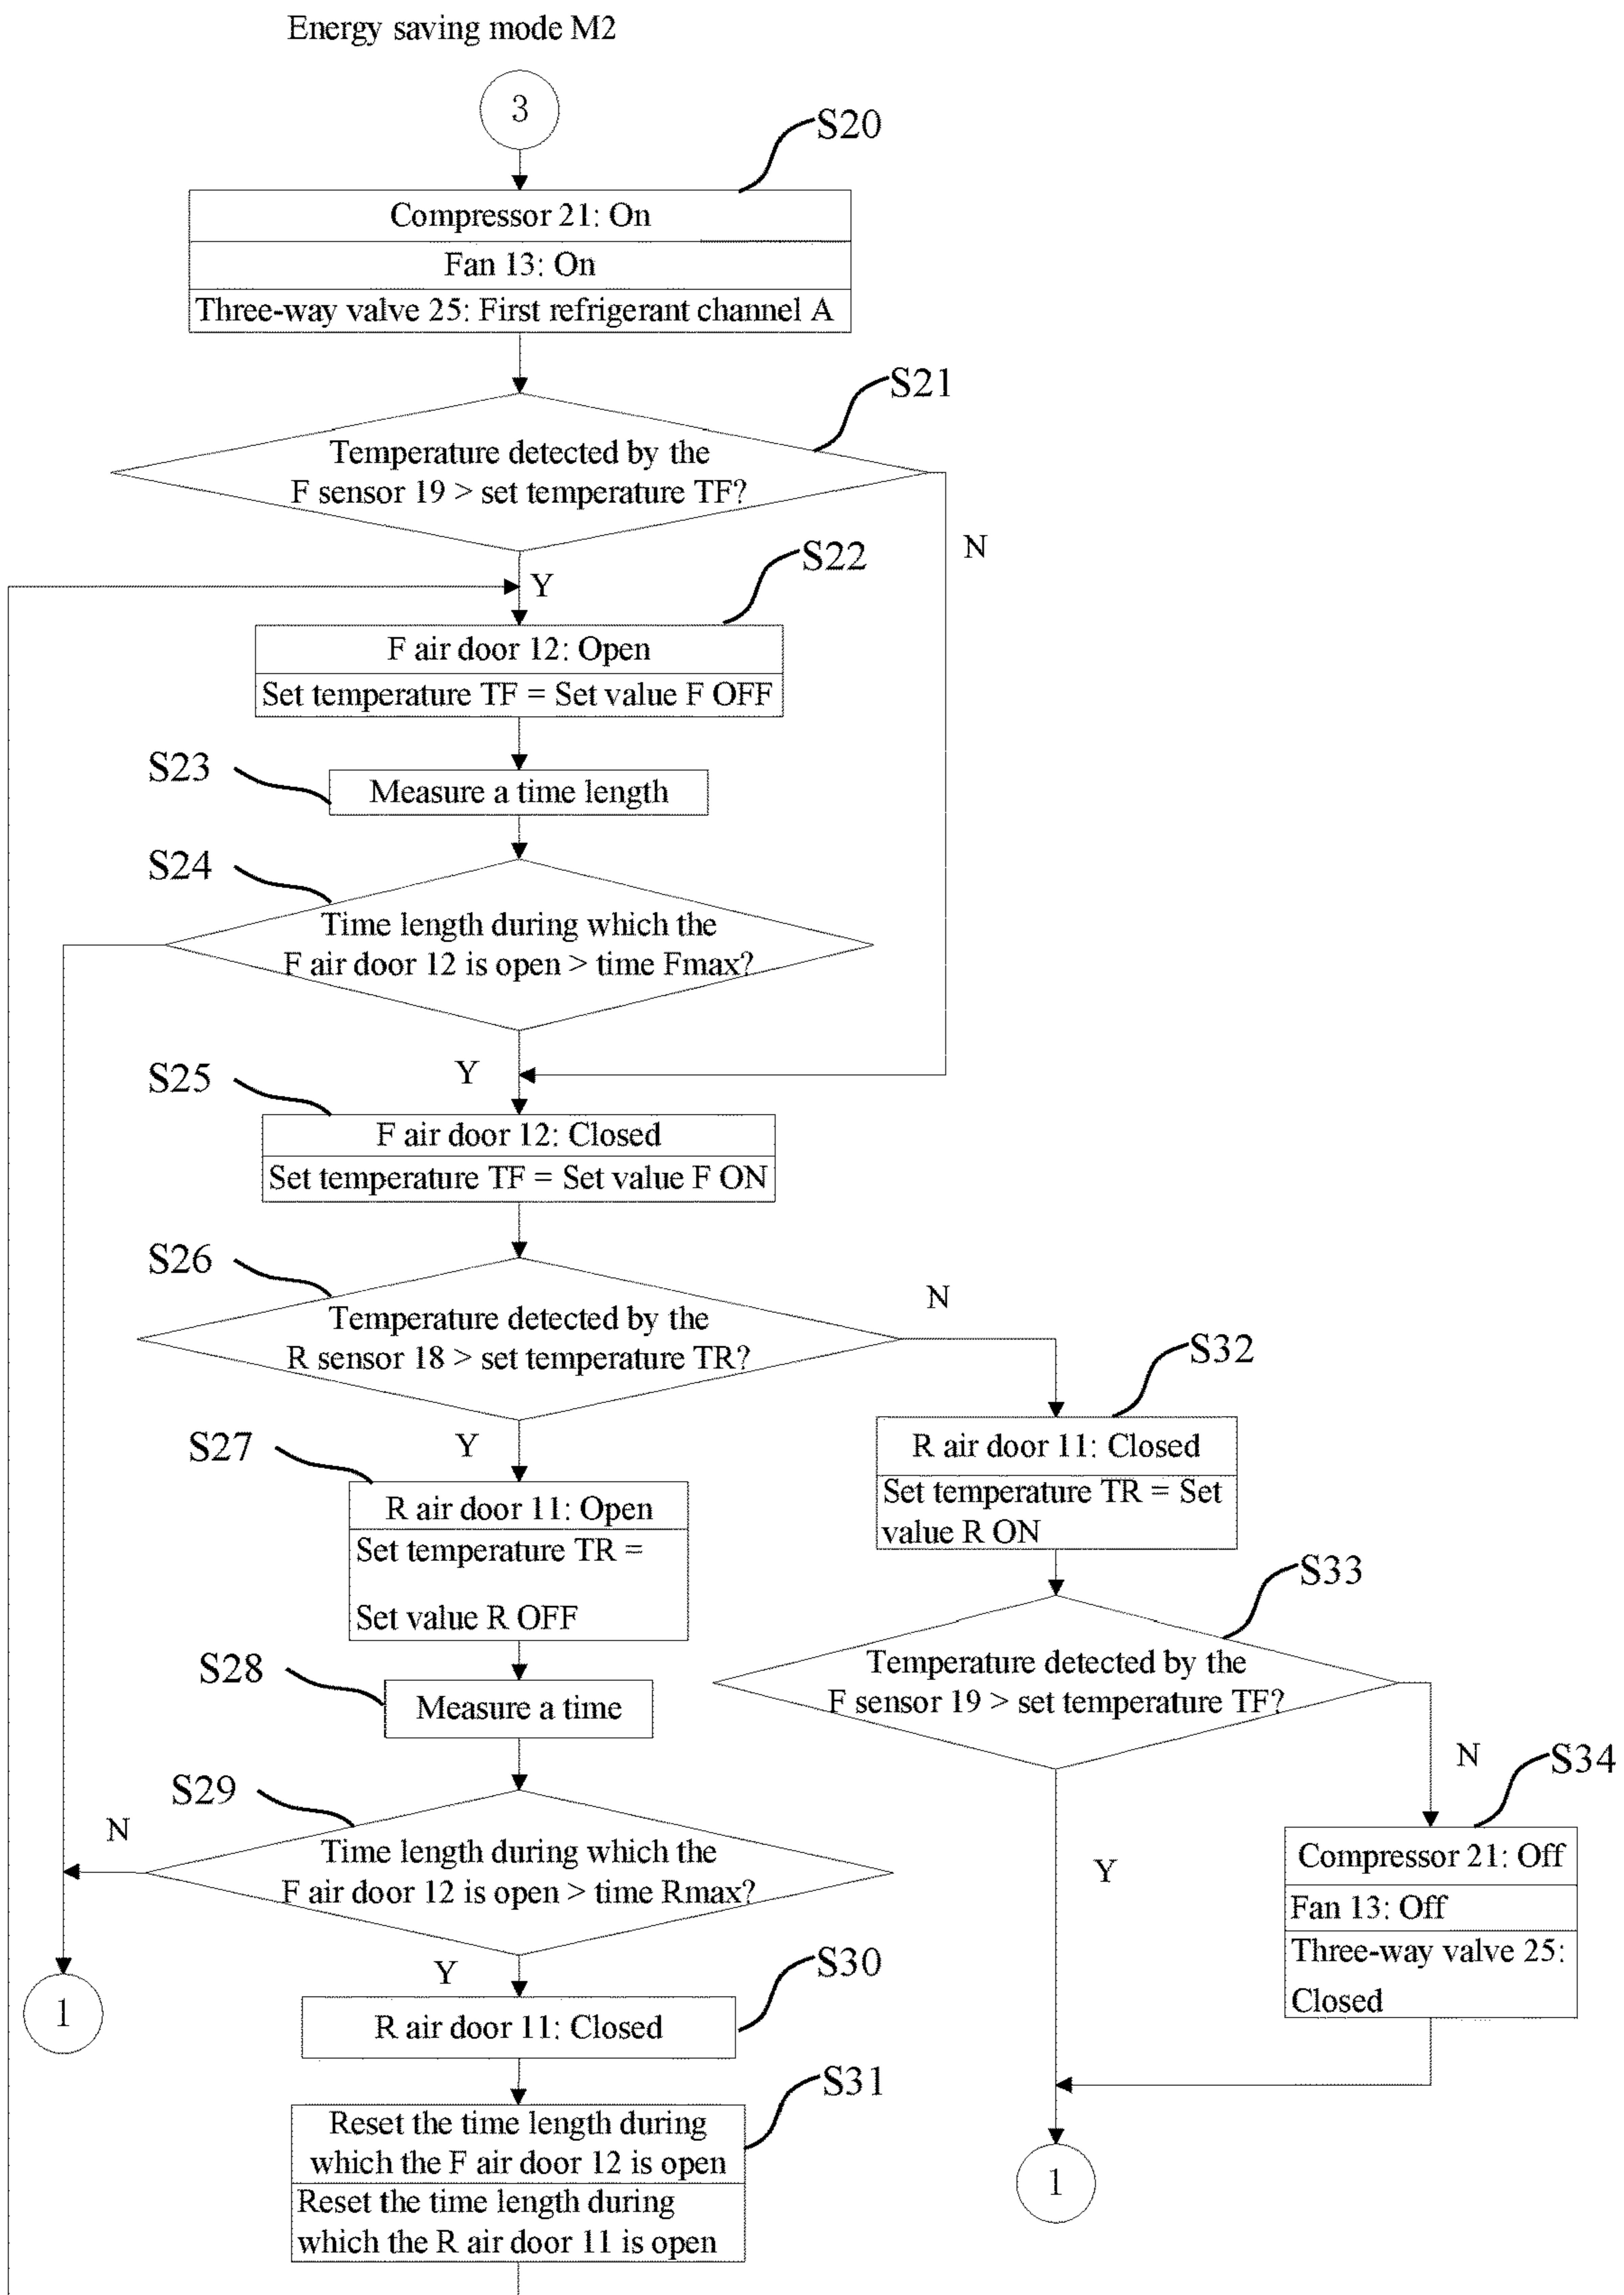 Energy saving mode M2
3
S20
Compressor 21: On
Fan 13: On
Three-way valve 25: First refrigerant channel A
S21
Temperature detected by the
F sensor 19 > set temperature TF?
N
S22
Y
F air door 12: Open
Set temperature TF = Set value F OFF
S23
Measure a time length
S24
Time length during which the
F air door 12 is open > time Fmax?
Y
S25
F air door 12: Closed
Set temperature TF = Set value F ON
S26
Temperature detected by the
R sensor 18 > set temperature TR?
N
S32
R air door 11: Closed
Set temperature TR = Set
value R ON
Y
S27
R air door 11: Open
Set temperature TR =
Set value R OFF
S33
Temperature detected by the
F sensor 19 > set temperature TF?
S28
Measure a time
N
S34
Compressor 21: Off
Fan 13: Off
Three-way valve 25:
Closed
Y
S29
N
Time length during which the
F air door 12 is open > time Rmax?
Y
S30
1
R air door 11: Closed
S31
Reset the time length during
which the F air door 12 is open
Reset the time length during
which the R air door 11 is open
1